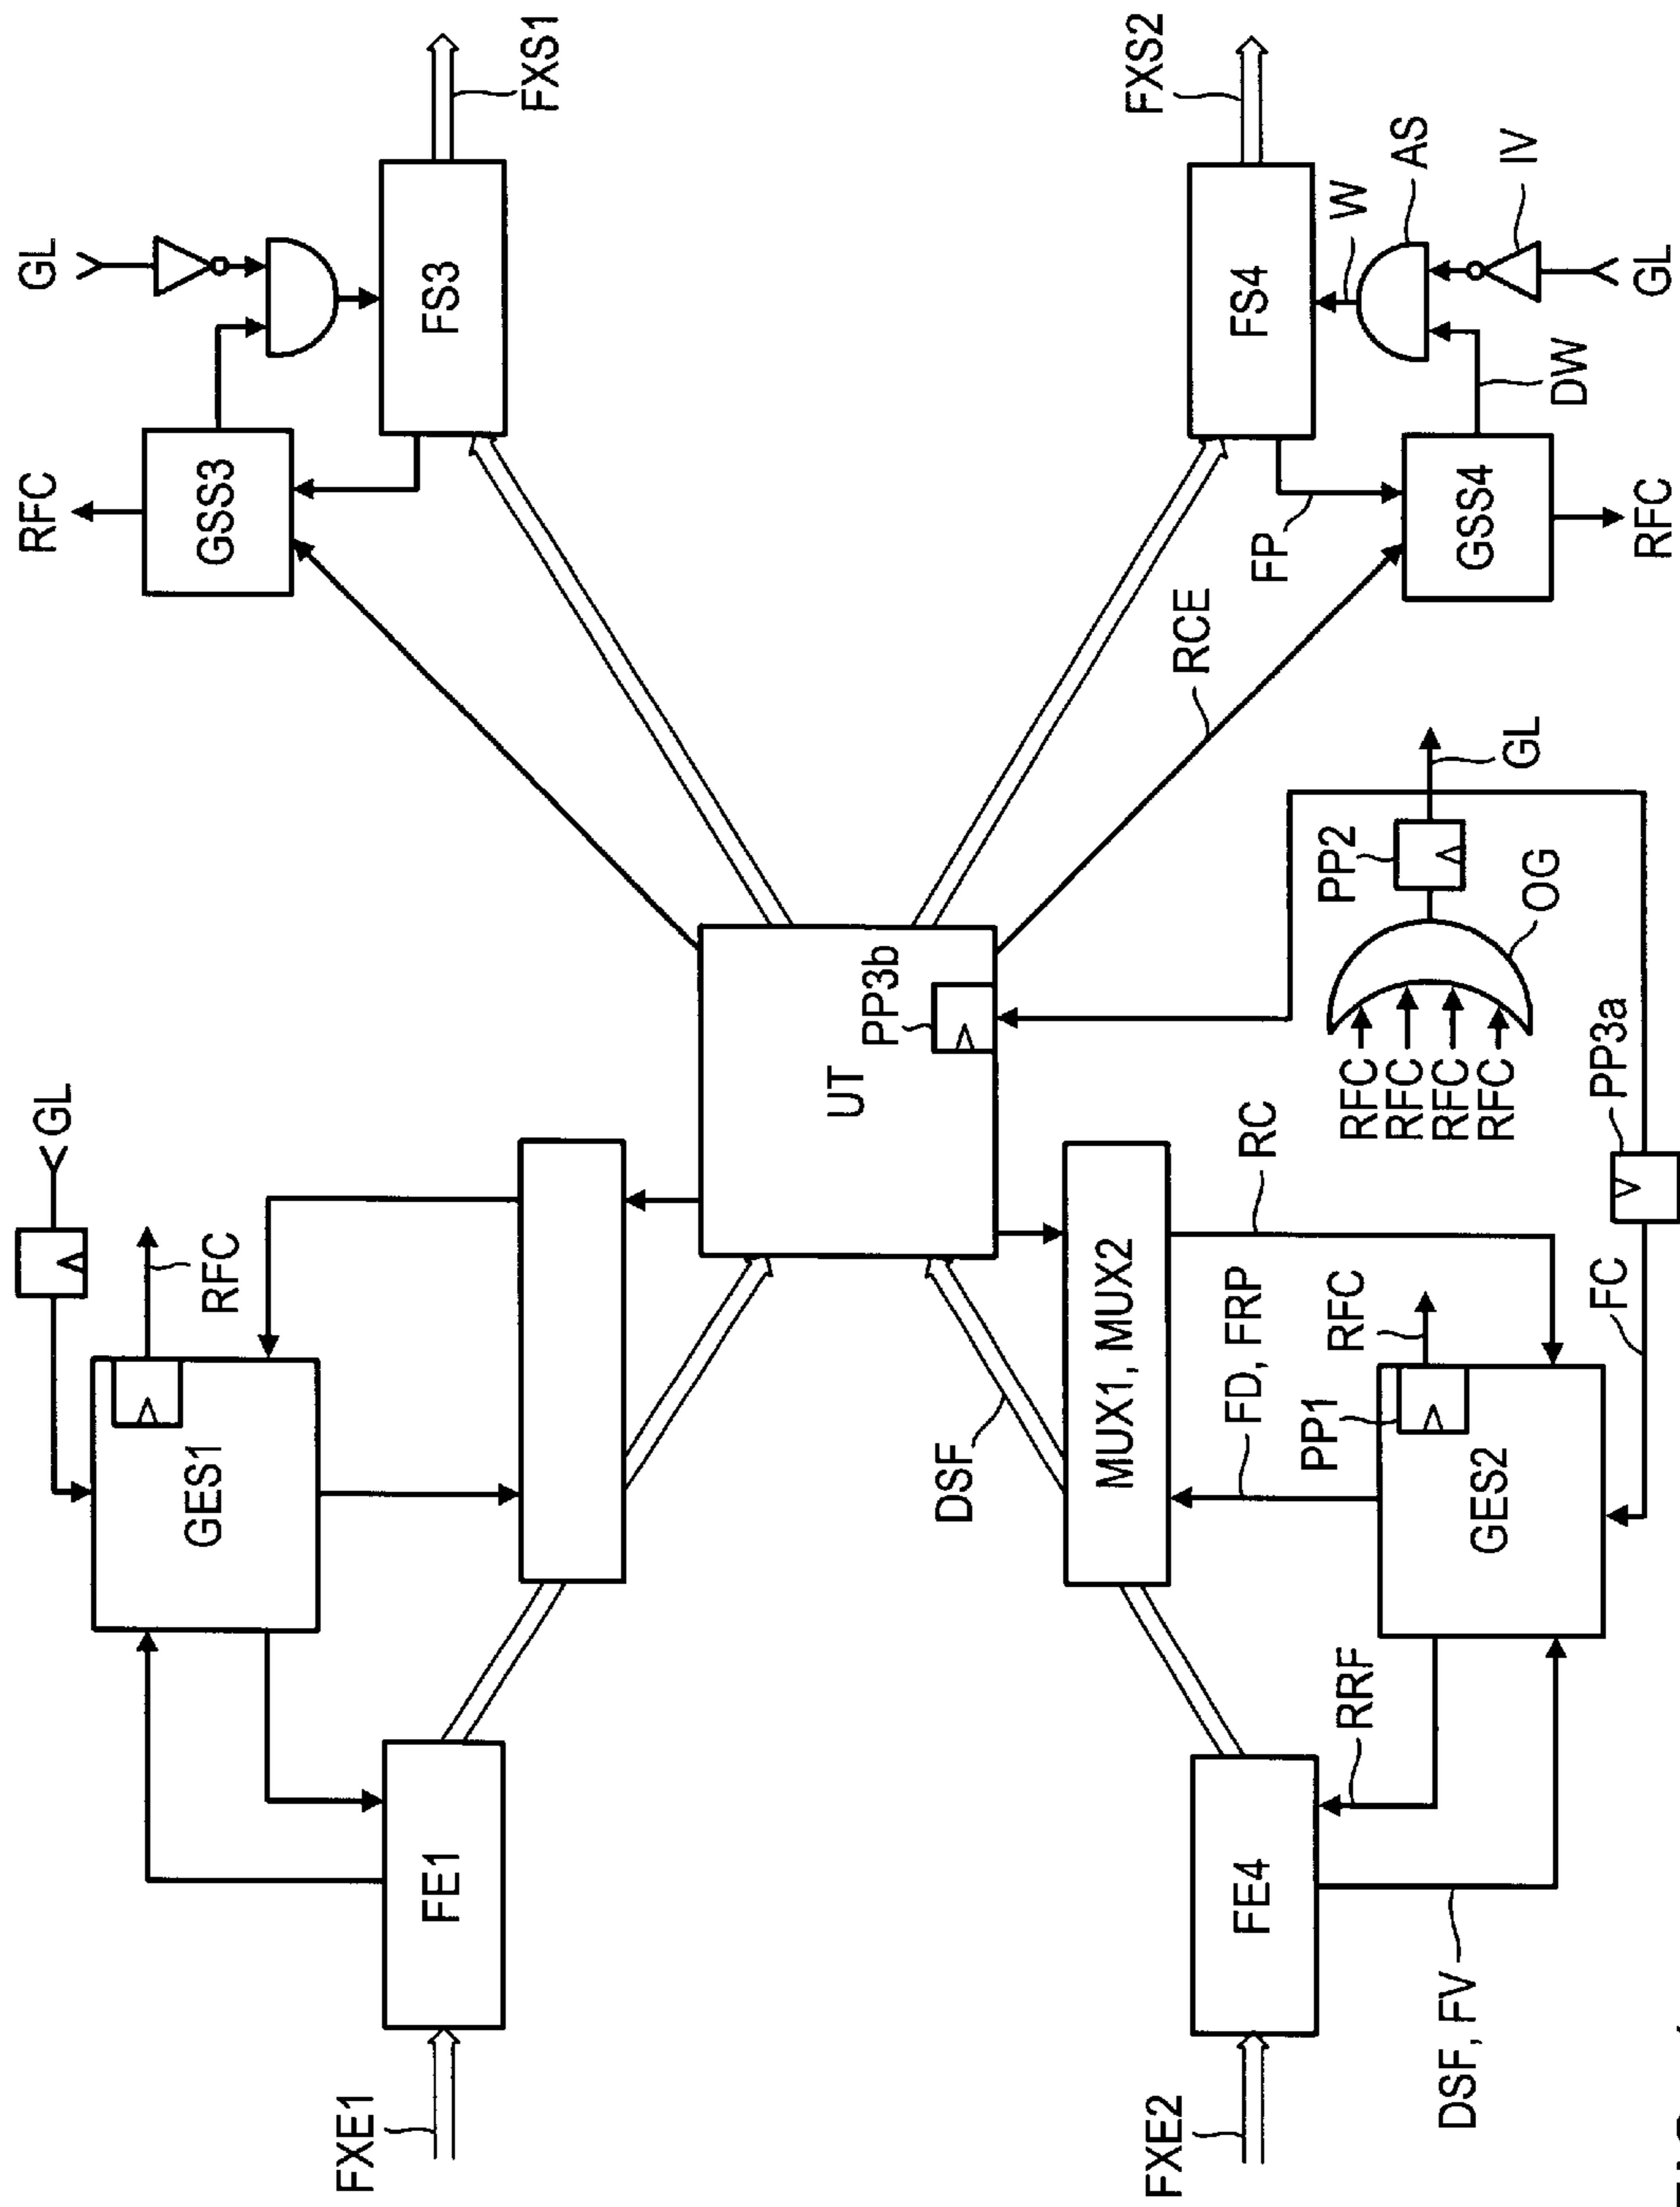 GL
RFC
GL
GES1
RFC
GSS3
FXE1
FE1
FS3
FXS1
UT
PP3b
DSF
MUX1, MUX2
FXE2
FXS2
RCE
FE4
FD, FRP
RC
FP
FS4
RRF
PP1
RFC
PP2
W
RFC
RFC
RFC
RFC
AS
DSF, FV
GES2
GSS4
GL
IV
OG
DW
FC
PP3a
RFC
GL